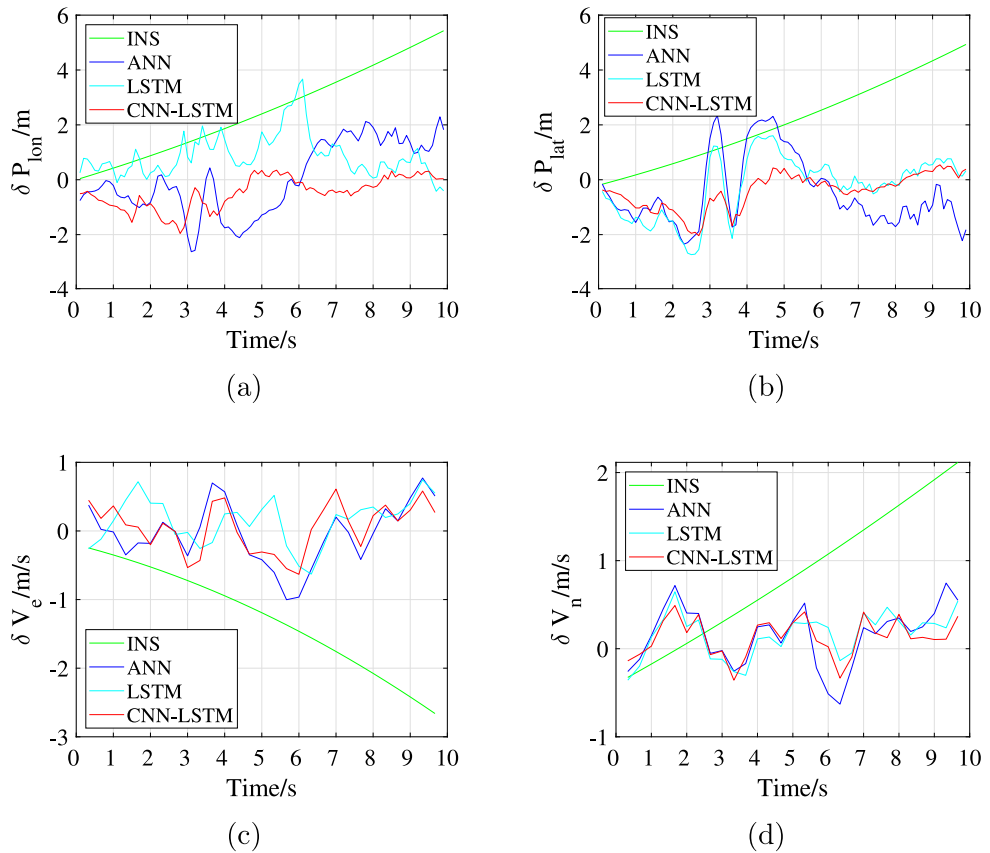 6
4
2
0
-2
-4
δ P_lon/m
INS
ANN
LSTM
CNN-LSTM
0 1 2 3 4 5 6 7 8 9 10
Time/s
(a)
6
4
2
0
-2
-4
δ P_lat/m
INS
ANN
LSTM
CNN-LSTM
0 1 2 3 4 5 6 7 8 9 10
Time/s
(b)
1
0
-1
-2
-3
δ V_e/m/s
INS
ANN
LSTM
CNN-LSTM
0 1 2 3 4 5 6 7 8 9 10
Time/s
(c)
2
1
0
-1
δ V_n/m/s
INS
ANN
LSTM
CNN-LSTM
0 1 2 3 4 5 6 7 8 9 10
Time/s
(d)